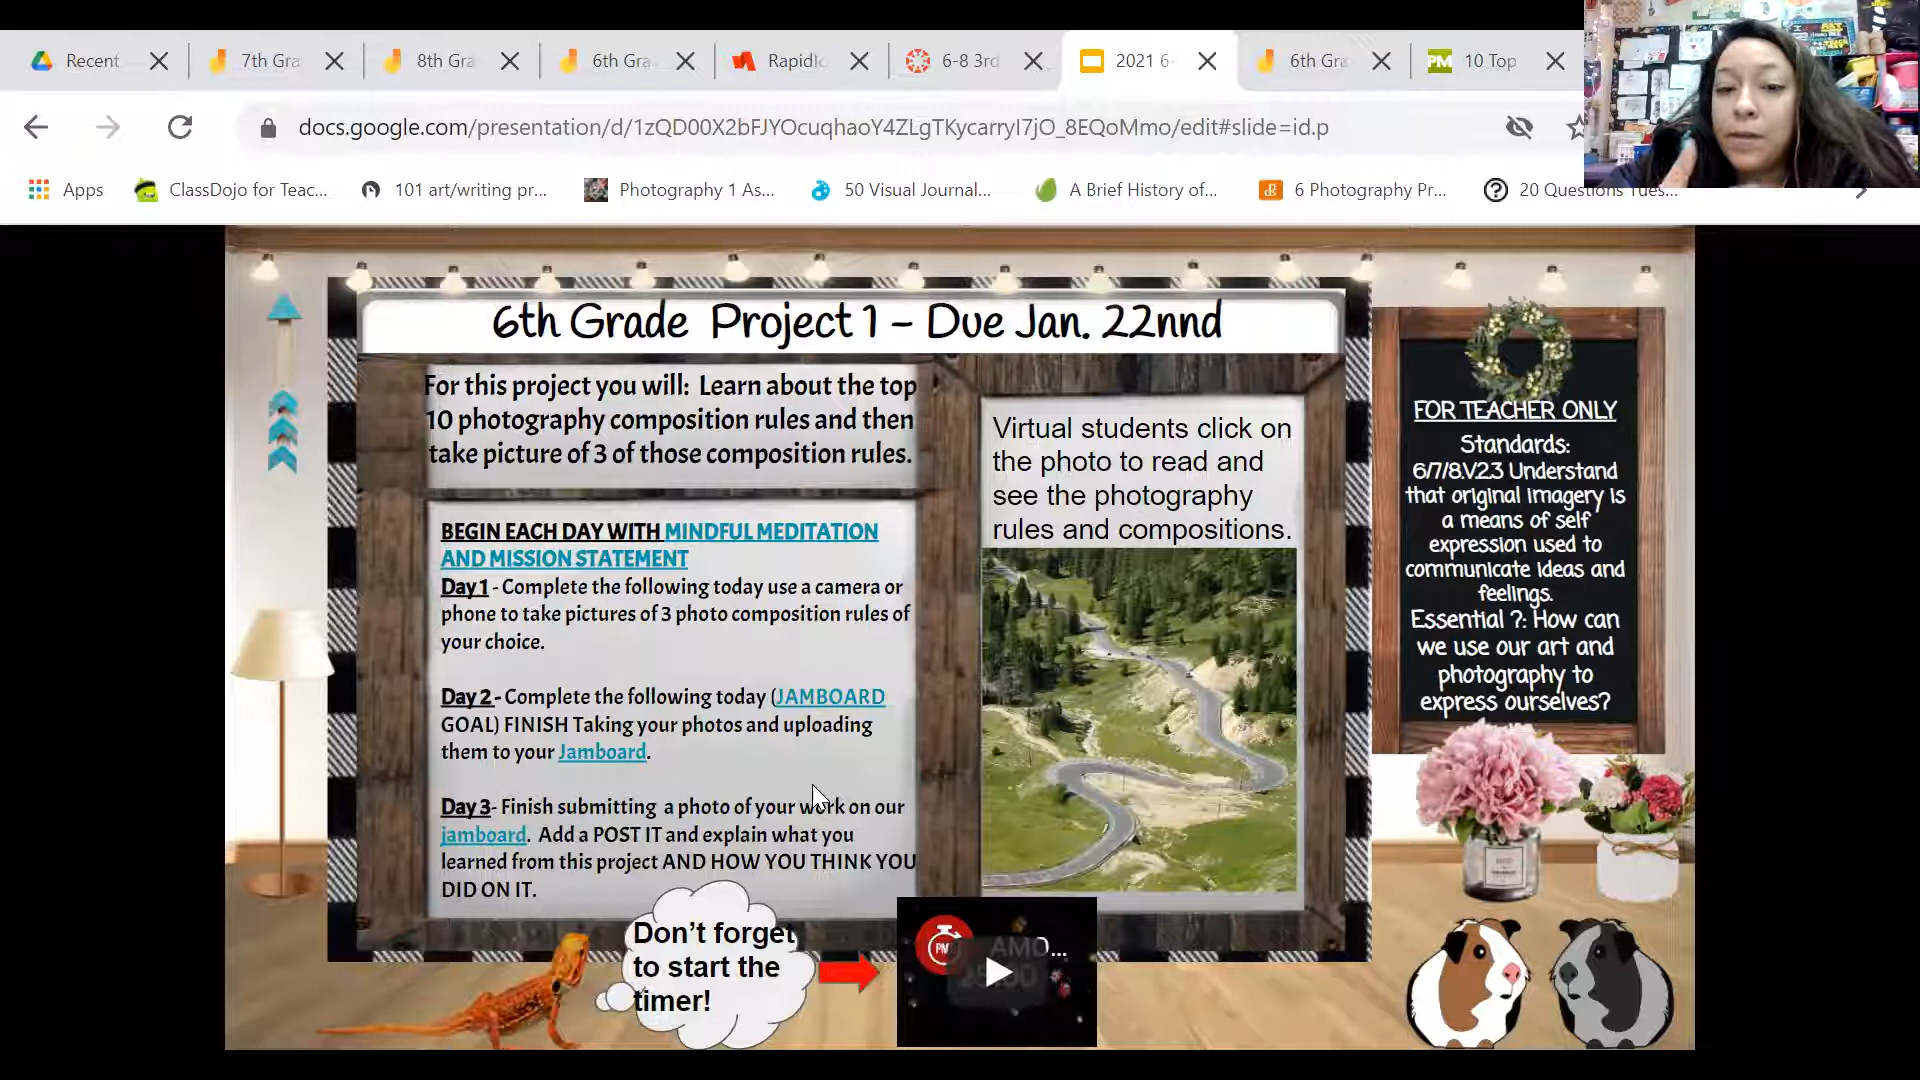 Recent
7th Gra
8th Gra
6th Gra
RapidIc
6-8 3rd
2021 6-
6th Gra
PM 10 Top
docs.google.com/presentation/d/1zQD00X2bFJYOcuqhaoY4ZLgTKycarryI7jO_8EQoMmo/edit#slide=id.p
Apps
ClassDojo for Teac...
101 art/writing pr...
Photography 1 As...
50 Visual Journal...
A Brief History of...
6 Photography Pr...
20 Questions Tues...
6th Grade Project 1 – Due Jan. 22nnd
For this project you will: Learn about the top
10 photography composition rules and then
take picture of 3 of those composition rules.
BEGIN EACH DAY WITH MINDFUL MEDITATION
AND MISSION STATEMENT
Day 1 - Complete the following today use a camera or
phone to take pictures of 3 photo composition rules of
your choice.
Day 2 - Complete the following today (JAMBOARD
GOAL) FINISH Taking your photos and uploading
them to your Jamboard.
Day 3- Finish submitting a photo of your work on our
jamboard. Add a POST IT and explain what you
learned from this project AND HOW YOU THINK YOU
DID ON IT.
Virtual students click on
the photo to read and
see the photography
rules and compositions.
FOR TEACHER ONLY
Standards:
6/7/8.V.2.3 Understand
that original imagery is
a means of self
expression used to
communicate ideas and
feelings.
Essential ?: How can
we use our art and
photography to
express ourselves?
Don't forget
to start the
timer!
PM
AMO...